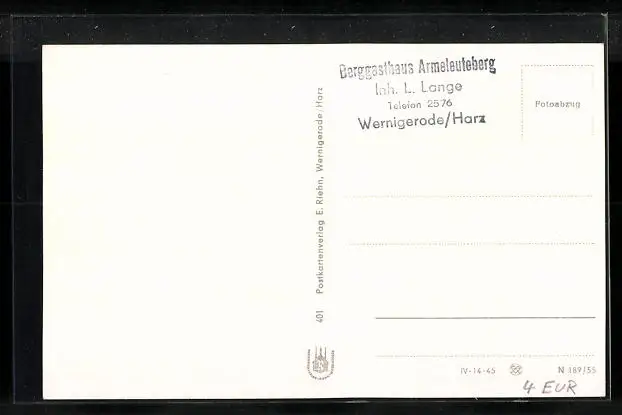 Berggasthaus Armeleuteberg
Inh. L. Lange
Telefon 2576
Wernigerode/Harz
Fotoabzug
401 Postkartenverlag E. Riehn, Wernigerode/Harz
IV-14-45 N 189/55
4 EUR